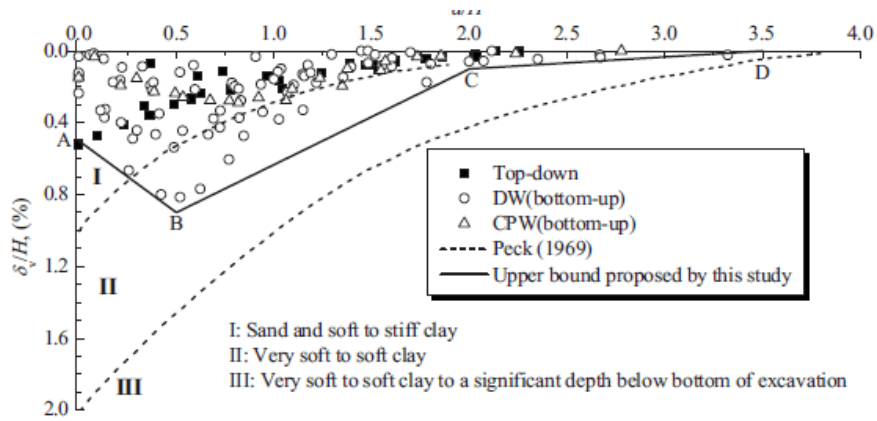 d/H
0.0 0.5 1.0 1.5 2.0 2.5 3.0 3.5 4.0
0.0
0.4
0.8
1.2
1.6
2.0
δv/H, (%)
A
B
C
D
I
II
III
Top-down
DW(bottom-up)
CPW(bottom-up)
Peck (1969)
Upper bound proposed by this study
I: Sand and soft to stiff clay
II: Very soft to soft clay
III: Very soft to soft clay to a significant depth below bottom of excavation